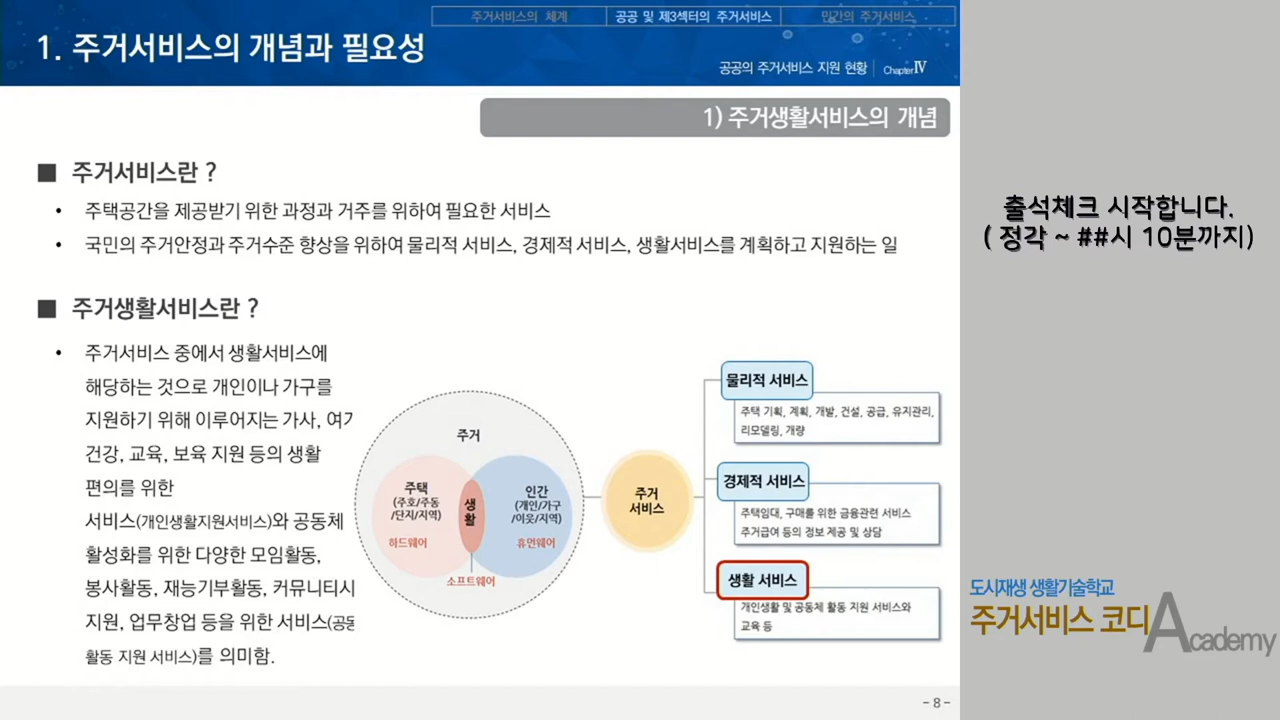 주거서비스의 체계
공공 및 제3섹터의 주거서비스
민간의 주거서비스
1. 주거서비스의 개념과 필요성
공공의 주거서비스 지원 현황
Chapter Ⅳ
1) 주거생활서비스의 개념
■ 주거서비스란 ?
• 주택공간을 제공받기 위한 과정과 거주를 위하여 필요한 서비스
• 국민의 주거안정과 주거수준 향상을 위하여 물리적 서비스, 경제적 서비스, 생활서비스를 계획하고 지원하는 일
■ 주거생활서비스란 ?
• 주거서비스 중에서 생활서비스에
해당하는 것으로 개인이나 가구를
지원하기 위해 이루어지는 가사, 여가
건강, 교육, 보육 지원 등의 생활
편의를 위한
서비스(개인생활지원서비스)와 공동체
활성화를 위한 다양한 모임활동,
봉사활동, 재능기부활동, 커뮤니티시
지원, 업무창업 등을 위한 서비스(공동
활동 지원 서비스)를 의미함.
주거
주택
(주호/주동
/단지/지역)
하드웨어
생
활
소프트웨어
인간
(개인/가구
/이웃/지역)
휴먼웨어
주거
서비스
물리적 서비스
주택 기획, 계획, 개발, 건설, 공급, 유지관리,
리모델링, 개량
경제적 서비스
주택임대, 구매를 위한 금융관련 서비스
주거급여 등의 정보 제공 및 상담
생활 서비스
개인생활 및 공동체 활동 지원 서비스와
교육 등
- 8 -
출석체크 시작합니다.
( 정각 ~ ##시 10분까지)
도시재생 생활기술학교
주거서비스 코디 Academy